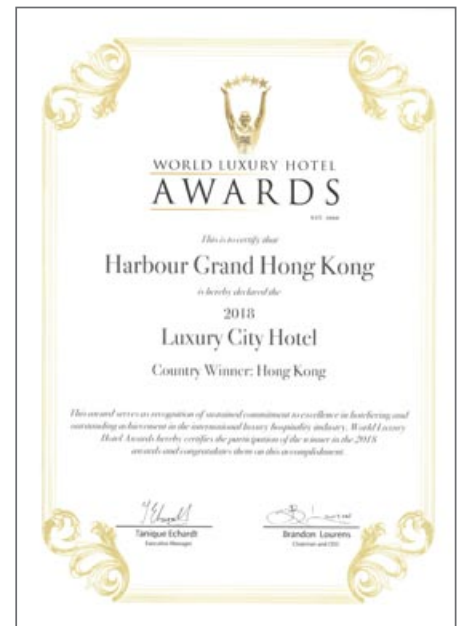 WORLD LUXURY HOTEL
AWARDS
This is to certify that
Harbour Grand Hong Kong
is hereby declared the
2018
Luxury City Hotel
Country Winner: Hong Kong
This award serves as recognition of sustained commitment to excellence in hoteliering and
outstanding achievement in the international luxury hospitality industry. World Luxury
Hotel Awards hereby certifies the participation of the winner in the 2018
awards and congratulates them on this accomplishment.
Tanique Echardt Brandon Lourens
Executive Manager Chairman and CEO